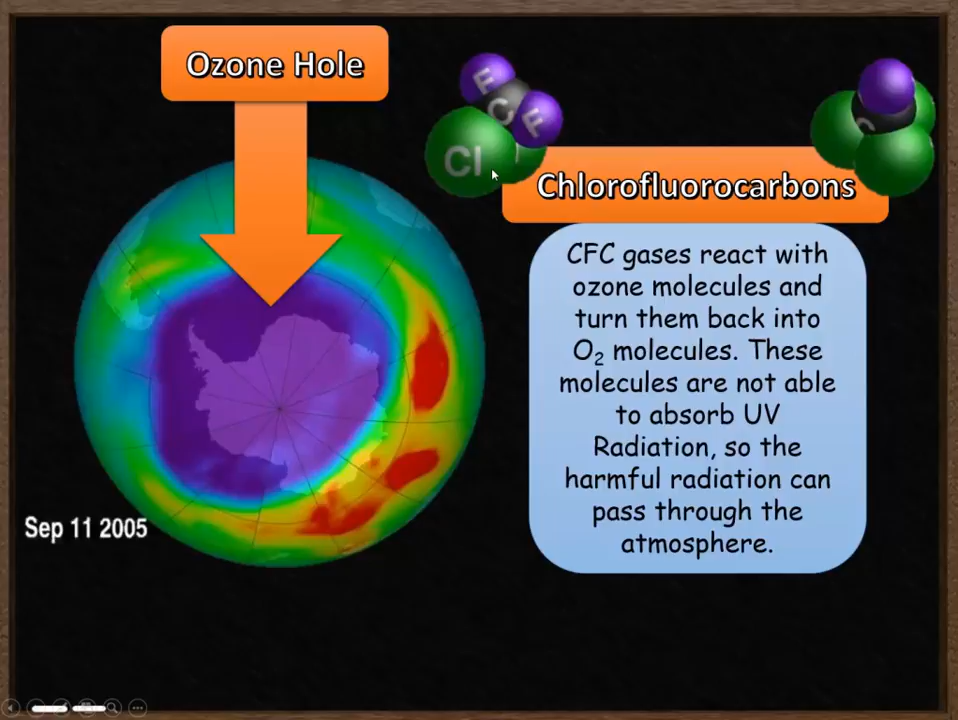 Ozone Hole
F
C
F
Cl
C
Chlorofluorocarbons
CFC gases react with
ozone molecules and
turn them back into
O₂ molecules. These
molecules are not able
to absorb UV
Radiation, so the
harmful radiation can
pass through the
atmosphere.
Sep 11 2005